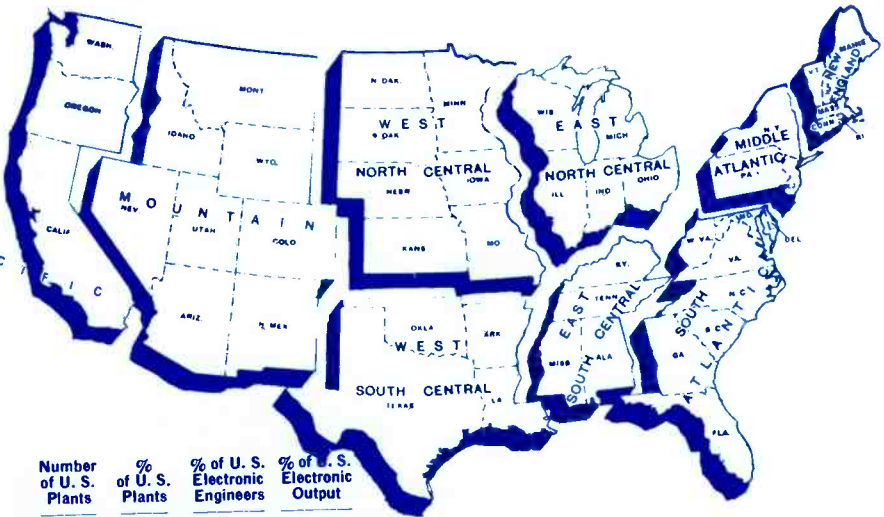 WASH.
OREGON
CALIF
C I F I C
MONT
IDAHO
WYO.
MOUNTAIN
NEV.
UTAH
COLO
ARIZ.
N. MEX
N. DAK.
MINN
WEST
S DAK
NORTH CENTRAL
NEBR
IOWA
KANS
MO
WIS
EAST
MICH
NORTH CENTRAL
ILL
IND
OHIO
OKLA
ARK
WEST
SOUTH CENTRAL
TEXAS
LA
KY.
TENN.
EAST
SOUTH CENTRAL
MISS
ALA
W. VA.
MD.
DEL
VA.
N. C.
S. C.
GA
FLA.
SOUTH
ATLANTIC
N.Y.
MIDDLE
ATLANTIC
PA.
N.J.
MAINE
V.T.
NEW
ENGLAND
MASS
CONN.
RI
Number
of U. S.
Plants
%
of U. S.
Plants
% of U. S.
Electronic
Engineers
% of U. S.
Electronic
Output